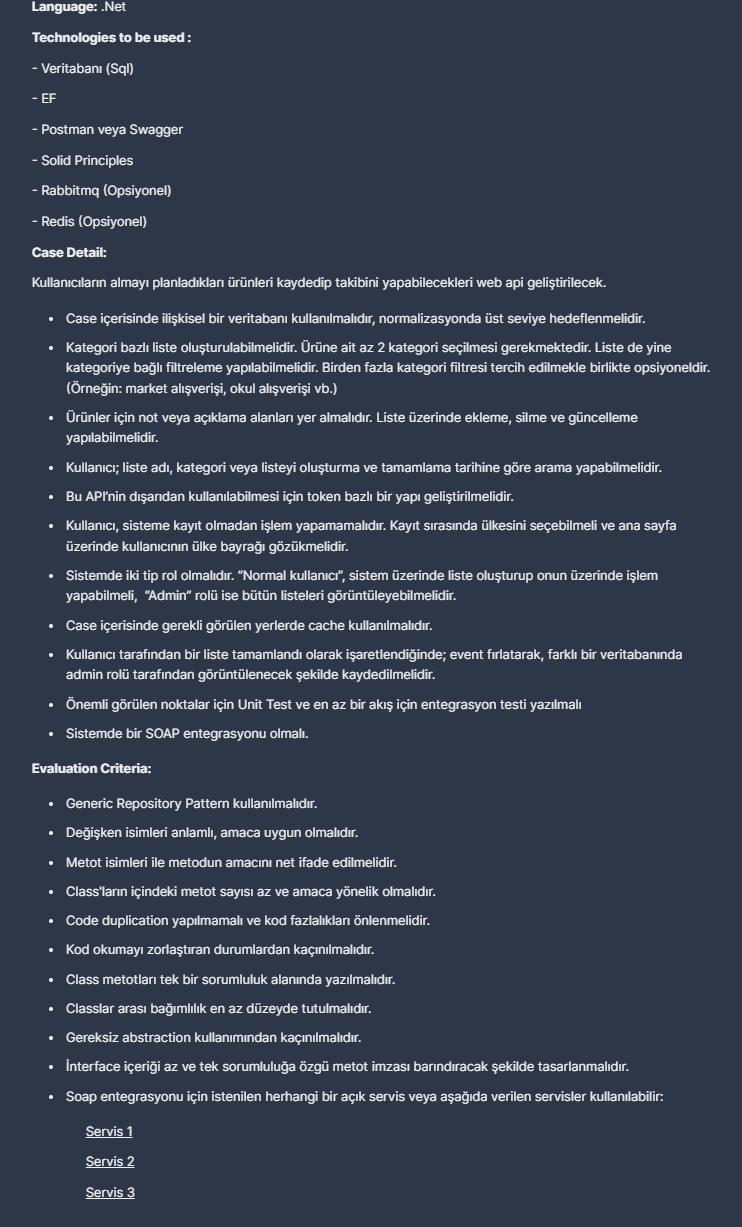 Language: .Net
Technologies to be used :
- Veritabanı (Sql)
- EF
- Postman veya Swagger
- Solid Principles
- Rabbitmq (Opsiyonel)
- Redis (Opsiyonel)
Case Detail:
Kullanıcıların almayı planladıkları ürünleri kaydedip takibini yapabilecekleri web api geliştirilecek.
• Case içerisinde ilişkisel bir veritabanı kullanılmalıdır, normalizasyonda üst seviye hedeflenmelidir.
• Kategori bazlı liste oluşturulabilmelidir. Ürüne ait az 2 kategori seçilmesi gerekmektedir. Liste de yine
kategoriye bağlı filtreleme yapılabilmelidir. Birden fazla kategori filtresi tercih edilmekle birlikte opsiyoneldir.
(Örneğin: market alışverişi, okul alışverişi vb.)
• Ürünler için not veya açıklama alanları yer almalıdır. Liste üzerinde ekleme, silme ve güncelleme
yapılabilmelidir.
• Kullanıcı; liste adı, kategori veya listeyi oluşturma ve tamamlama tarihine göre arama yapabilmelidir.
• Bu API’nin dışarıdan kullanılabilmesi için token bazlı bir yapı geliştirilmelidir.
• Kullanıcı, sisteme kayıt olmadan işlem yapamamalıdır. Kayıt sırasında ülkesini seçebilmeli ve ana sayfa
üzerinde kullanıcının ülke bayrağı gözükmelidir.
• Sistemde iki tip rol olmalıdır. “Normal kullanıcı”, sistem üzerinde liste oluşturup onun üzerinde işlem
yapabilmeli, “Admin” rolü ise bütün listeleri görüntüleyebilmelidir.
• Case içerisinde gerekli görülen yerlerde cache kullanılmalıdır.
• Kullanıcı tarafından bir liste tamamlandı olarak işaretlendiğinde; event fırlatarak, farklı bir veritabanında
admin rolü tarafından görüntülenecek şekilde kaydedilmelidir.
• Önemli görülen noktalar için Unit Test ve en az bir akış için entegrasyon testi yazılmalı
• Sistemde bir SOAP entegrasyonu olmalı.
Evaluation Criteria:
• Generic Repository Pattern kullanılmalıdır.
• Değişken isimleri anlamlı, amaca uygun olmalıdır.
• Metot isimleri ile metodun amacını net ifade edilmelidir.
• Class'ların içindeki metot sayısı az ve amaca yönelik olmalıdır.
• Code duplication yapılmamalı ve kod fazlalıkları önlenmelidir.
• Kod okumayı zorlaştıran durumlardan kaçınılmalıdır.
• Class metotları tek bir sorumluluk alanında yazılmalıdır.
• Classlar arası bağımlılık en az düzeyde tutulmalıdır.
• Gereksiz abstraction kullanımından kaçınılmalıdır.
• İnterface içeriği az ve tek sorumluluğa özgü metot imzası barındıracak şekilde tasarlanmalıdır.
• Soap entegrasyonu için istenilen herhangi bir açık servis veya aşağıda verilen servisler kullanılabilir:
Servis 1
Servis 2
Servis 3